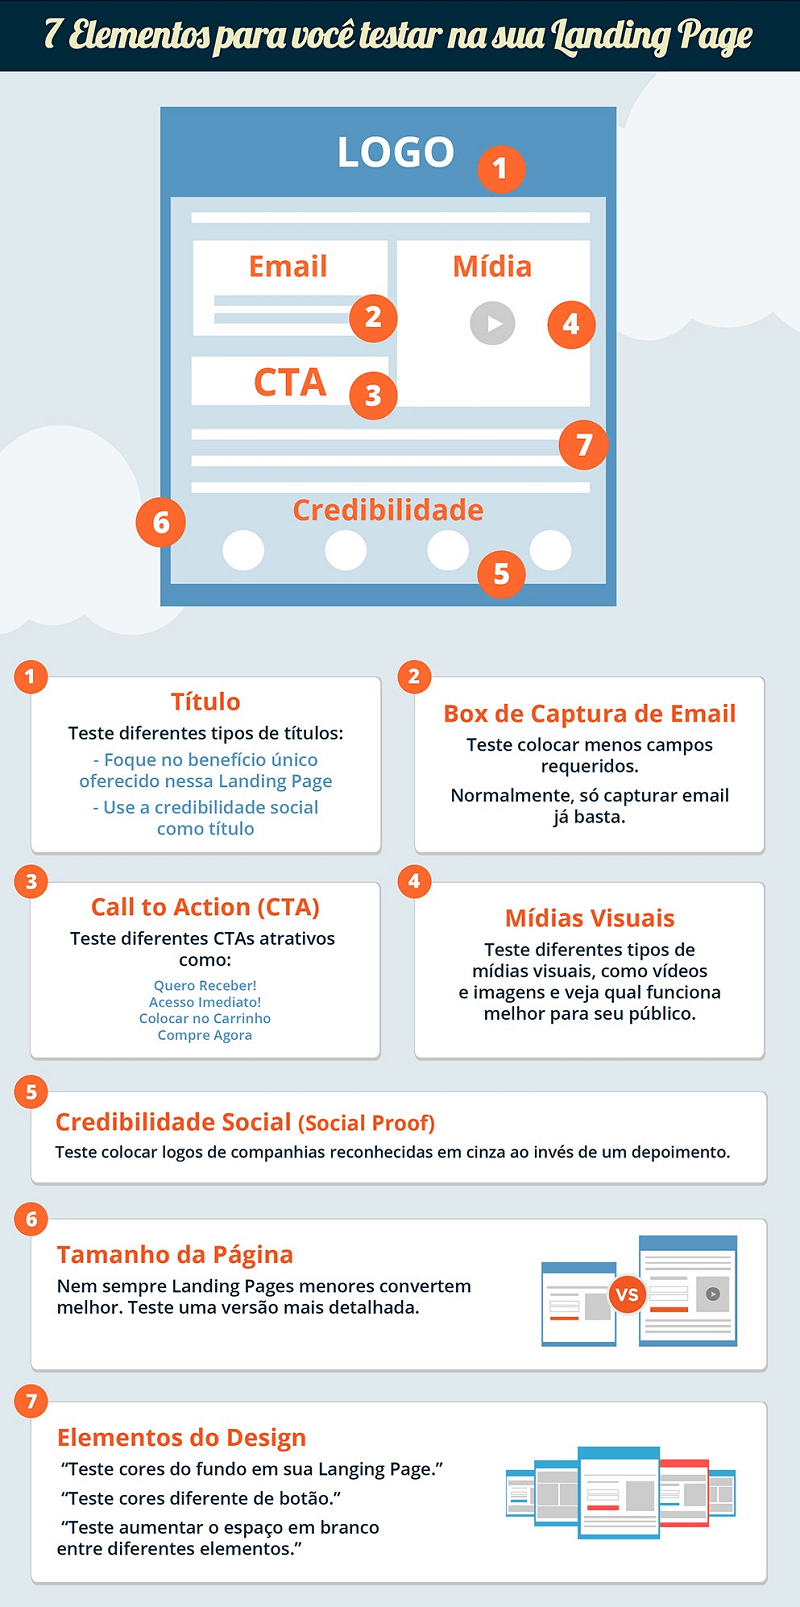 7 Elementos para você testar na sua Landing Page
LOGO
1
Email
Mídia
2
4
CTA
3
7
Credibilidade
6
5
1
Título
Teste diferentes tipos de títulos:
- Foque no benefício único
oferecido nessa Landing Page
- Use a credibilidade social
como título
2
Box de Captura de Email
Teste colocar menos campos
requeridos.
Normalmente, só capturar email
já basta.
3
Call to Action (CTA)
Teste diferentes CTAs atrativos
como:
Quero Receber!
Acesso Imediato!
Colocar no Carrinho
Compre Agora
4
Mídias Visuais
Teste diferentes tipos de
mídias visuais, como vídeos
e imagens e veja qual funciona
melhor para seu público.
5
Credibilidade Social (Social Proof)
Teste colocar logos de companhias reconhecidas em cinza ao invés de um depoimento.
6
Tamanho da Página
Nem sempre Landing Pages menores convertem
melhor. Teste uma versão mais detalhada.
VS
7
Elementos do Design
“Teste cores do fundo em sua Langing Page.”
“Teste cores diferente de botão.”
“Teste aumentar o espaço em branco
entre diferentes elementos.”